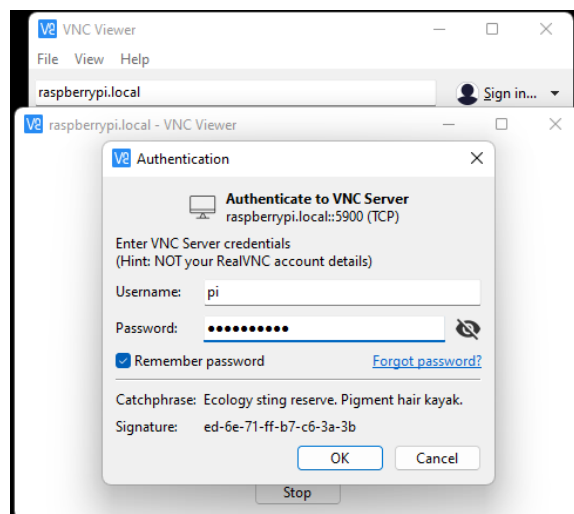 VNC Viewer
File View Help
raspberrypi.local
Sign in...
raspberrypi.local - VNC Viewer
Authentication
Authenticate to VNC Server
raspberrypi.local::5900 (TCP)
Enter VNC Server credentials
(Hint: NOT your RealVNC account details)
Username: pi
Password: ●●●●●●●●●●
Remember password Forgot password?
Catchphrase: Ecology sting reserve. Pigment hair kayak.
Signature: ed-6e-71-ff-b7-c6-3a-3b
OK Cancel
Stop